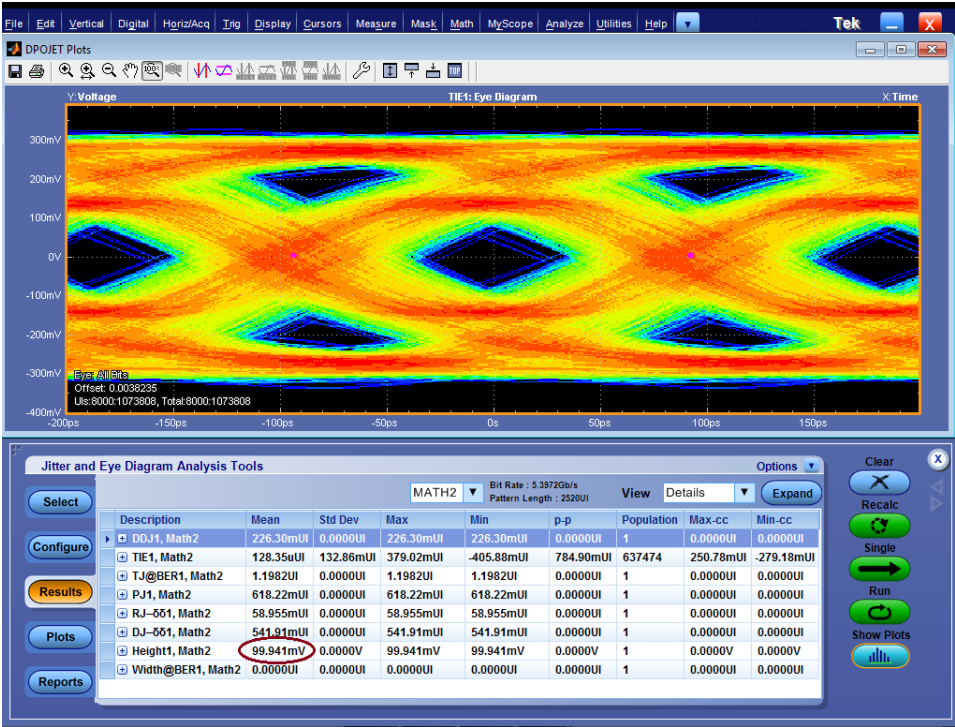 File Edit Vertical Digital Horiz/Acq Trig Display Cursors Measure Mask Math MyScope Analyze Utilities Help Tek X
DPOJET Plots
100% TOP
Y:Voltage TIE1: Eye Diagram X:Time
300mV
200mV
100mV
0V
-100mV
-200mV
-300mV
Eye: All Bits
Offset: 0.0038235
UIs:8000:1073808, Total:8000:1073808
-400mV
-200ps -150ps -100ps -50ps 0s 50ps 100ps 150ps
Jitter and Eye Diagram Analysis Tools Options Clear X
MATH2 Bit Rate : 5.3972Gb/s
Pattern Length : 2520UI View Details Expand
Select Recalc
Description Mean Std Dev Max Min p-p Population Max-cc Min-cc
DDJ1, Math2 226.30mUI 0.0000UI 226.30mUI 226.30mUI 0.0000UI 1 0.0000UI 0.0000UI
Configure Single
TIE1, Math2 128.35uUI 132.86mUI 379.02mUI -405.88mUI 784.90mUI 637474 250.78mUI -279.18mUI
TJ@BER1, Math2 1.1982UI 0.0000UI 1.1982UI 1.1982UI 0.0000UI 1 0.0000UI 0.0000UI
Results Run
PJ1, Math2 618.22mUI 0.0000UI 618.22mUI 618.22mUI 0.0000UI 1 0.0000UI 0.0000UI
RJ–δδ1, Math2 58.955mUI 0.0000UI 58.955mUI 58.955mUI 0.0000UI 1 0.0000UI 0.0000UI
Plots Show Plots
DJ–δδ1, Math2 541.91mUI 0.0000UI 541.91mUI 541.91mUI 0.0000UI 1 0.0000UI 0.0000UI
Height1, Math2 99.941mV 0.0000V 99.941mV 99.941mV 0.0000V 1 0.0000V 0.0000V
Width@BER1, Math2 0.0000UI 0.0000UI 0.0000UI 0.0000UI 0.0000UI 1 0.0000UI 0.0000UI
Reports